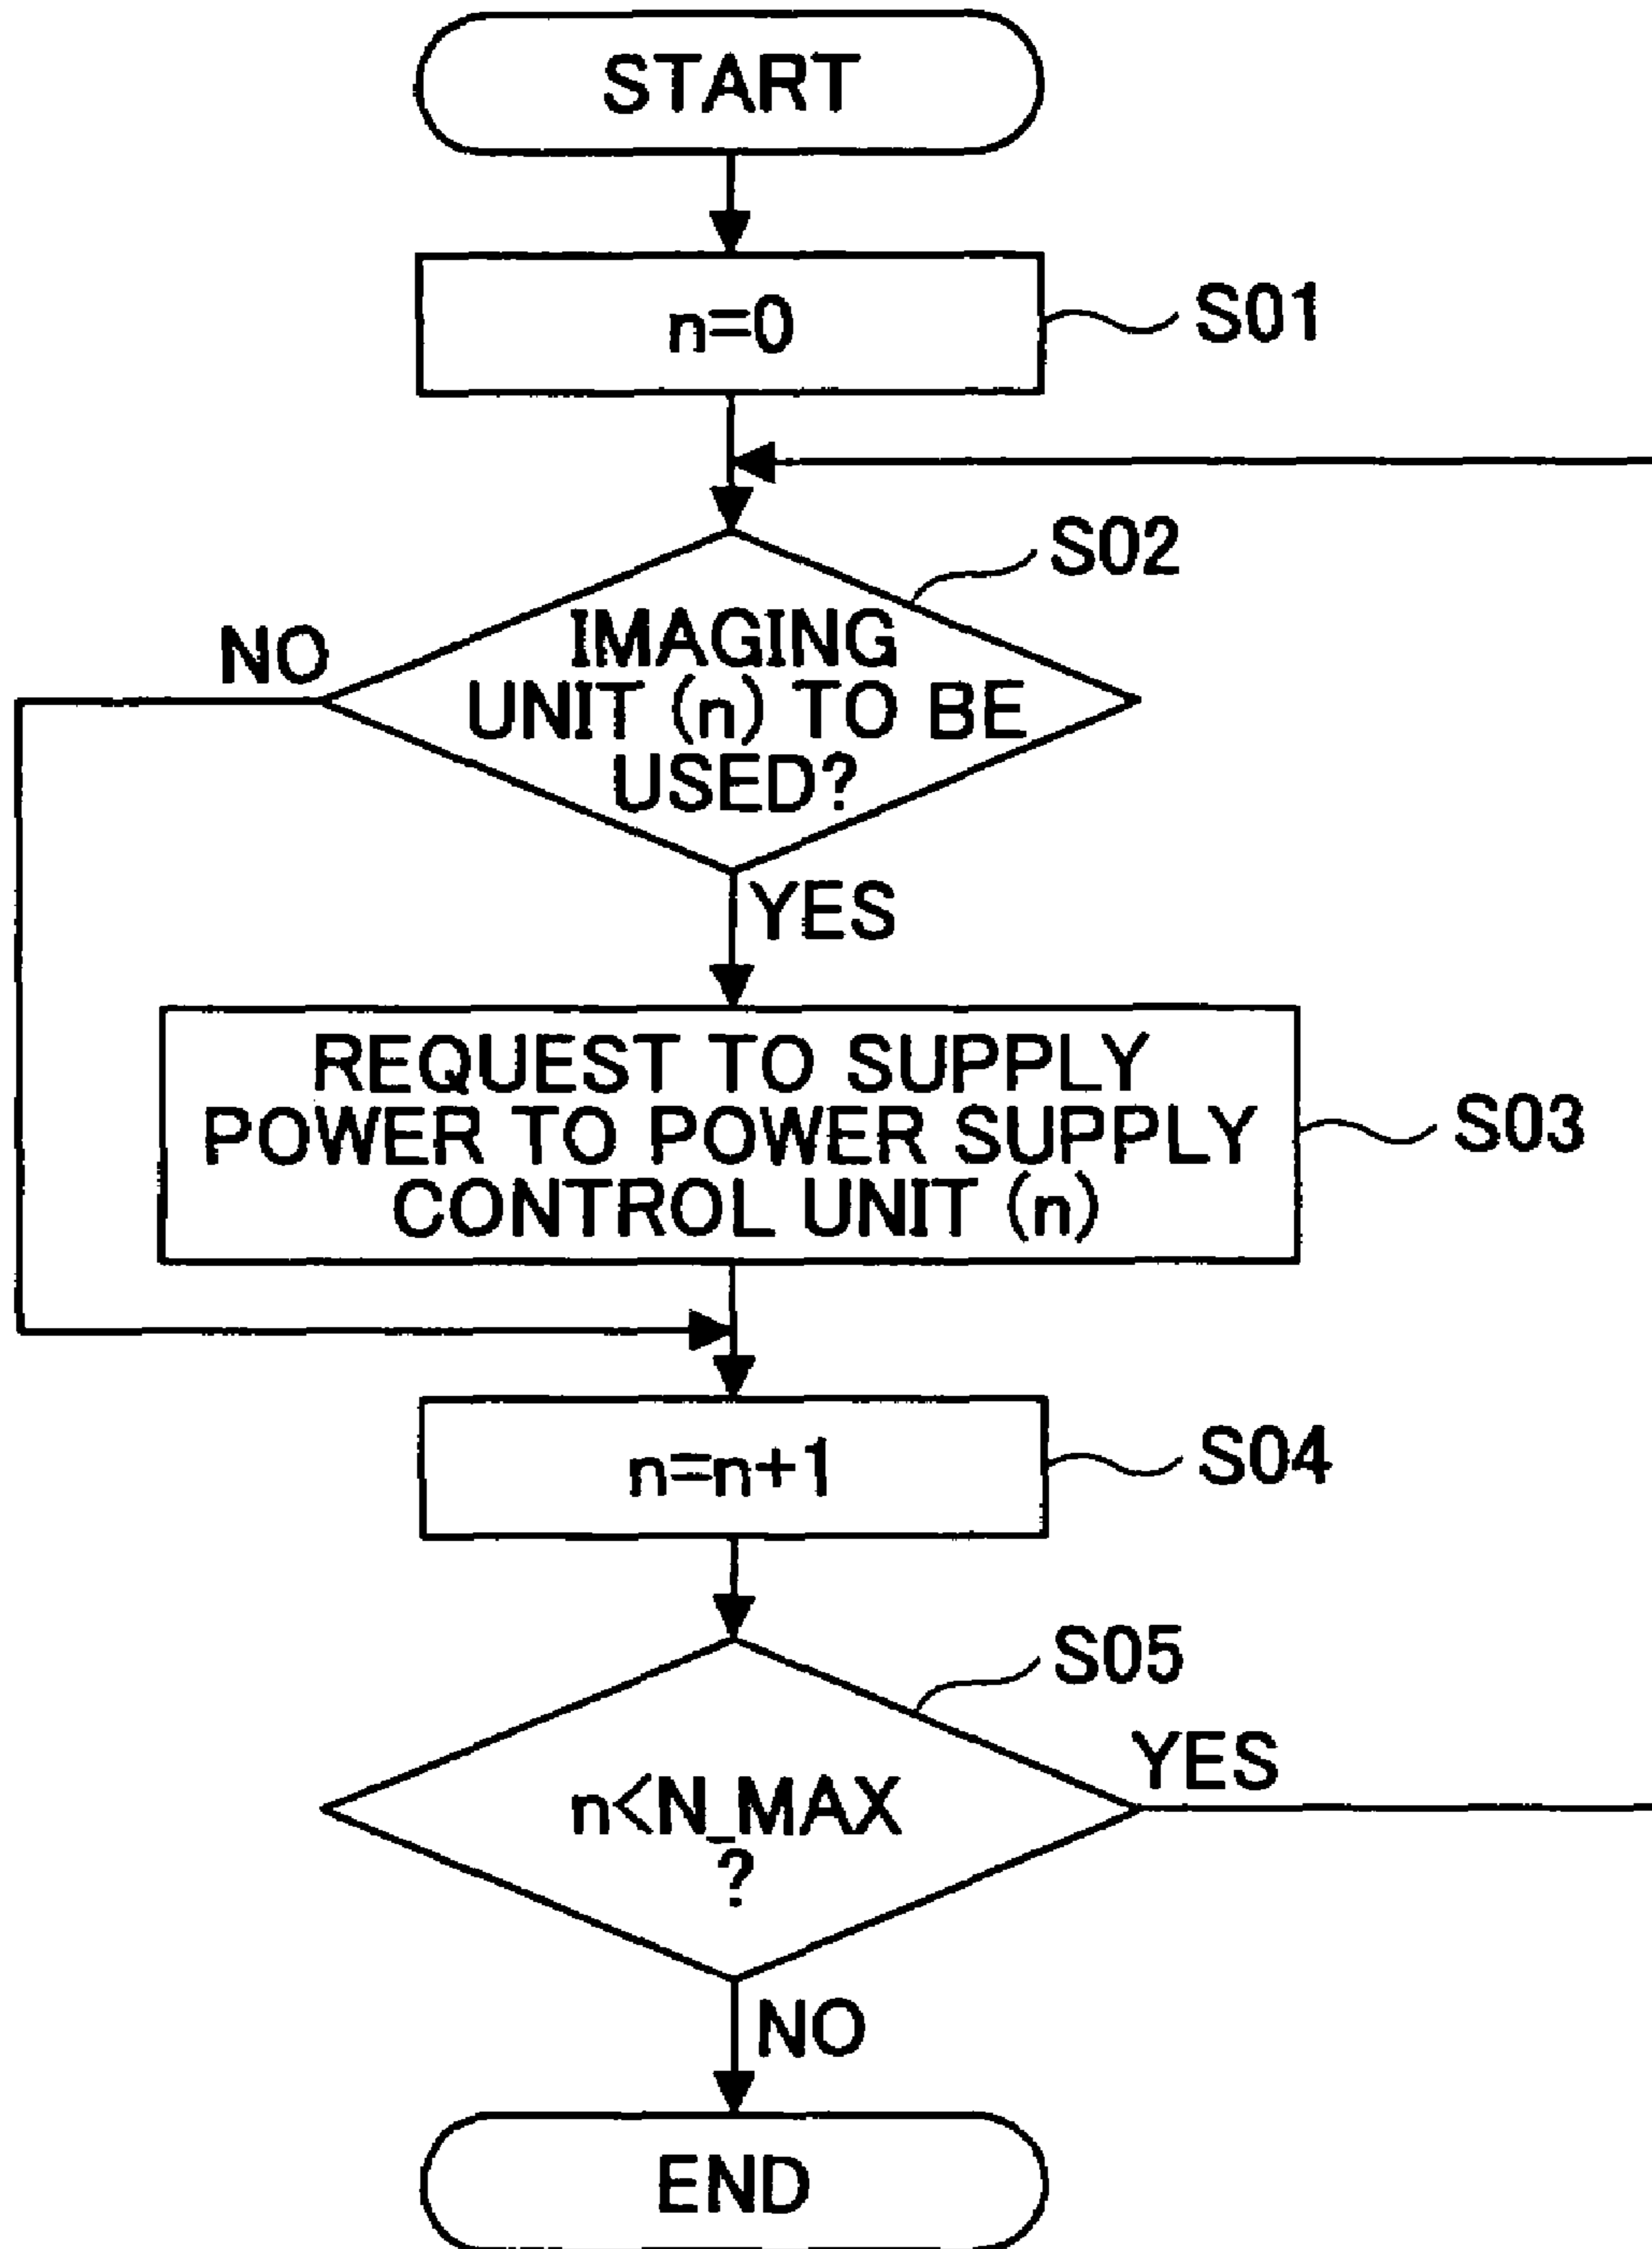 START
n=0
S01
S02
NO
IMAGING
UNIT (n) TO BE
USED?
YES
REQUEST TO SUPPLY
POWER TO POWER SUPPLY
CONTROL UNIT (n)
S03
n=n+1
S04
S05
YES
n<N_MAX
?
NO
END